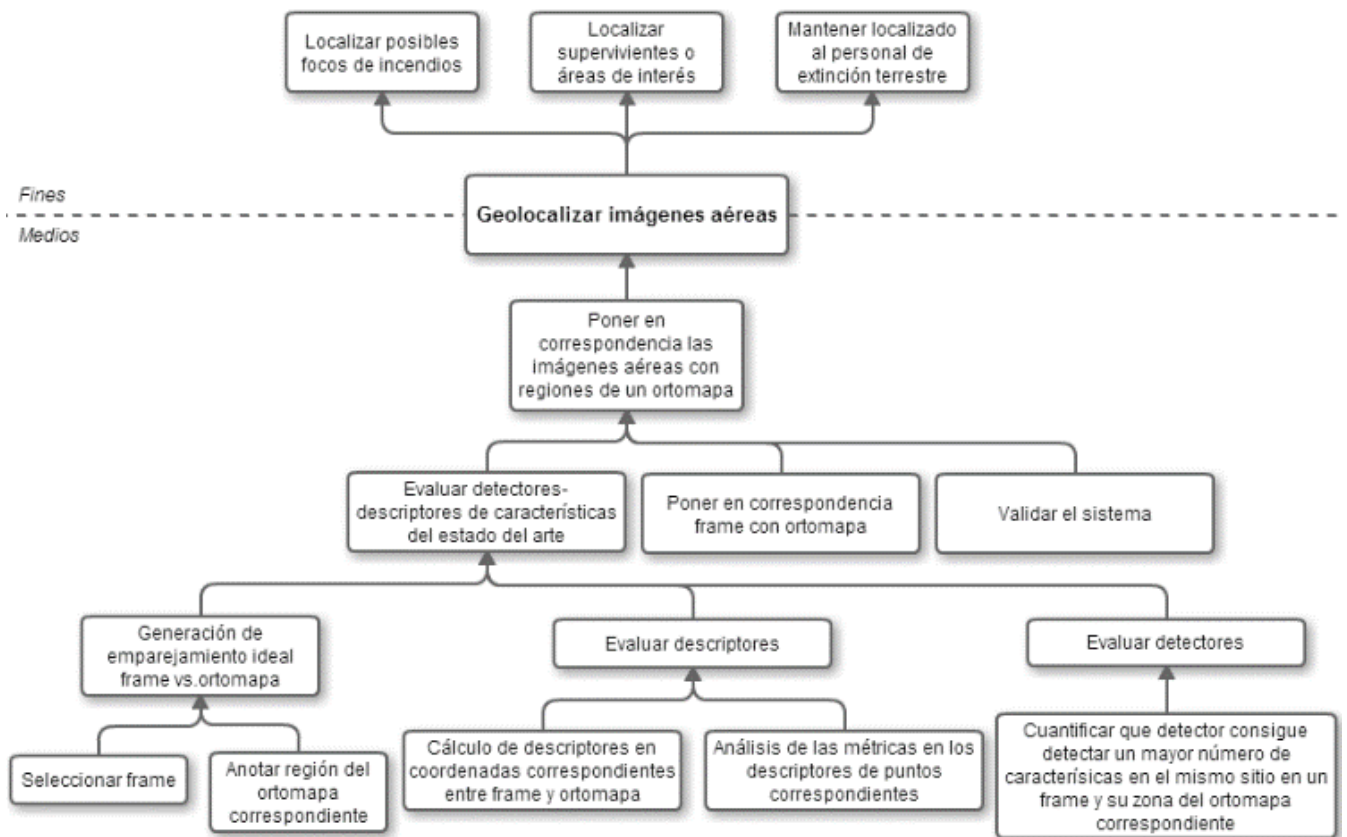 Localizar posibles
focos de incendios
Localizar
supervivientes o
áreas de interés
Mantener localizado
al personal de
extinción terrestre
Fines
Geolocalizar imágenes aéreas
Medios
Poner en
correspondencia las
imágenes aéreas con
regiones de un ortomapa
Evaluar detectores-
descriptores de características
del estado del arte
Poner en correspondencia
frame con ortomapa
Validar el sistema
Generación de
emparejamiento ideal
frame vs.ortomapa
Evaluar descriptores
Evaluar detectores
Seleccionar frame
Anotar región del
ortomapa
correspondiente
Cálculo de descriptores en
coordenadas correspondientes
entre frame y ortomapa
Análisis de las métricas en los
descriptores de puntos
correspondientes
Cuantificar que detector consigue
detectar un mayor número de
caracterísicas en el mismo sitio en un
frame y su zona del ortomapa
correspondiente